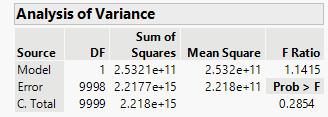 Analysis of Variance
Sum of
Source DF Squares Mean Square F Ratio
Model 1 2.5321e+11 2.532e+11 1.1415
Error 9998 2.2177e+15 2.218e+11 Prob > F
C. Total 9999 2.218e+15 0.2854